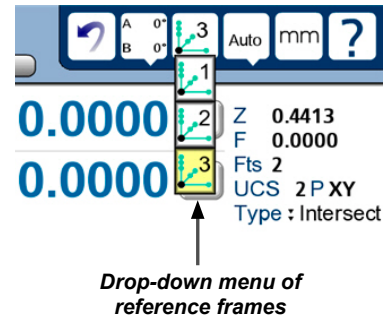 A 0°
B 0°
3
Auto
mm
?
1
0.0000
2
Z 0.4413
F 0.0000
0.0000
3
Fts 2
UCS 2 P XY
Type : Intersect
Drop-down menu of
reference frames